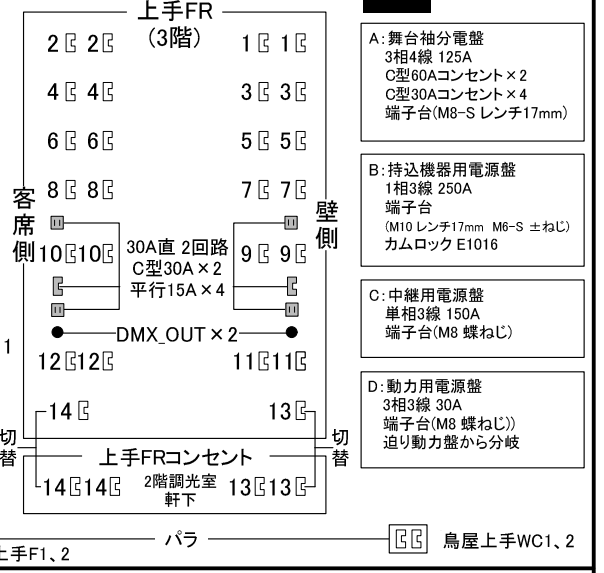 上手FR
(3階)
2 2 1 1
4 4 3 3
6 6 5 5
8 8 7 7
客席側
壁側
10 10 9 9
30A直 2回路
C型30A×2
平行15A×4
DMX_OUT×2
1
12 12 11 11
14 13
切替
切替
上手FRコンセント
14 14 13 13
2階調光室
軒下
パラ
鳥屋上手WC1、2
上手F1、2
A:舞台袖分電盤
3相4線 125A
C型60Aコンセント×2
C型30Aコンセント×4
端子台(M8-S レンチ17mm)
B:持込機器用電源盤
1相3線 250A
端子台
(M10 レンチ17mm M6-S ±ねじ)
カムロック E1016
C:中継用電源盤
単相3線 150A
端子台(M8 蝶ねじ)
D:動力用電源盤
3相3線 30A
端子台(M8 蝶ねじ))
迫り動力盤から分岐